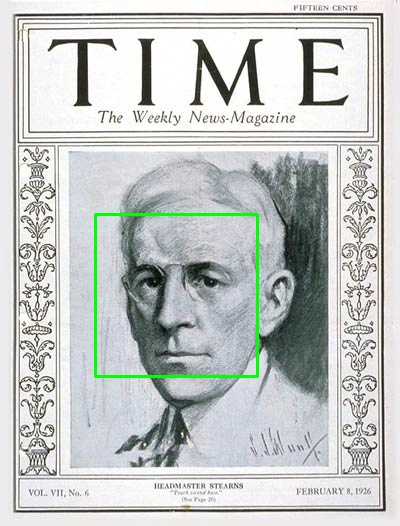 FIFTEEN CENTS
TIME
The Weekly News-Magazine
HEADMASTER STEARNS
"Touch second base."
(See Page 20)
VOL. VII, No. 6
FEBRUARY 8, 1926